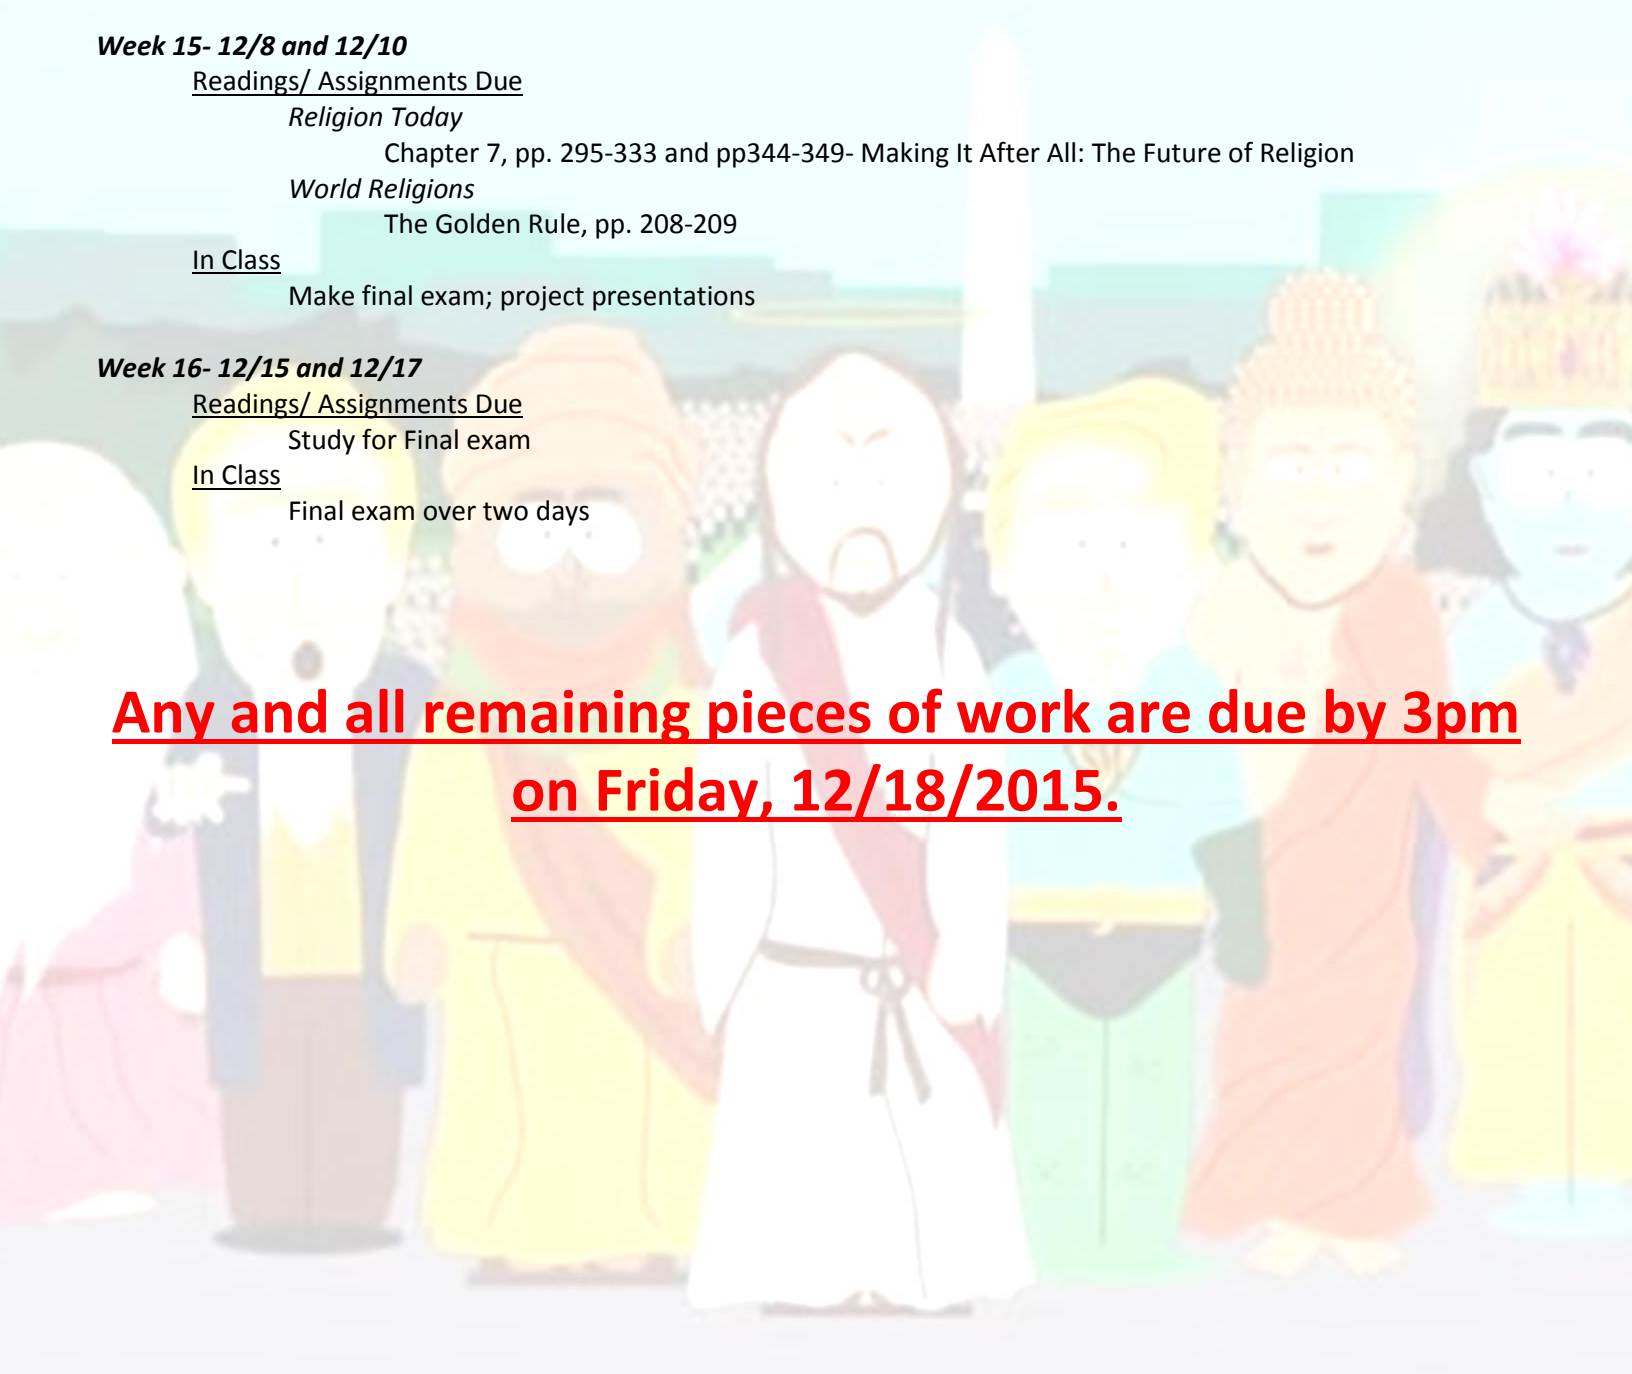 Week 15- 12/8 and 12/10
Readings/ Assignments Due
Religion Today
Chapter 7, pp. 295-333 and pp344-349- Making It After All: The Future of Religion
World Religions
The Golden Rule, pp. 208-209
In Class
Make final exam; project presentations
Week 16- 12/15 and 12/17
Readings/ Assignments Due
Study for Final exam
In Class
Final exam over two days
Any and all remaining pieces of work are due by 3pm
on Friday, 12/18/2015.